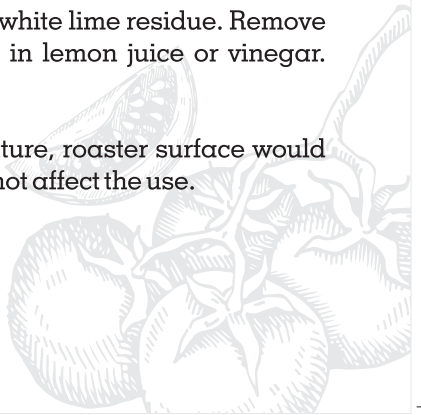 white lime residue. Remove
in lemon juice or vinegar.
ture, roaster surface would
not affect the use.